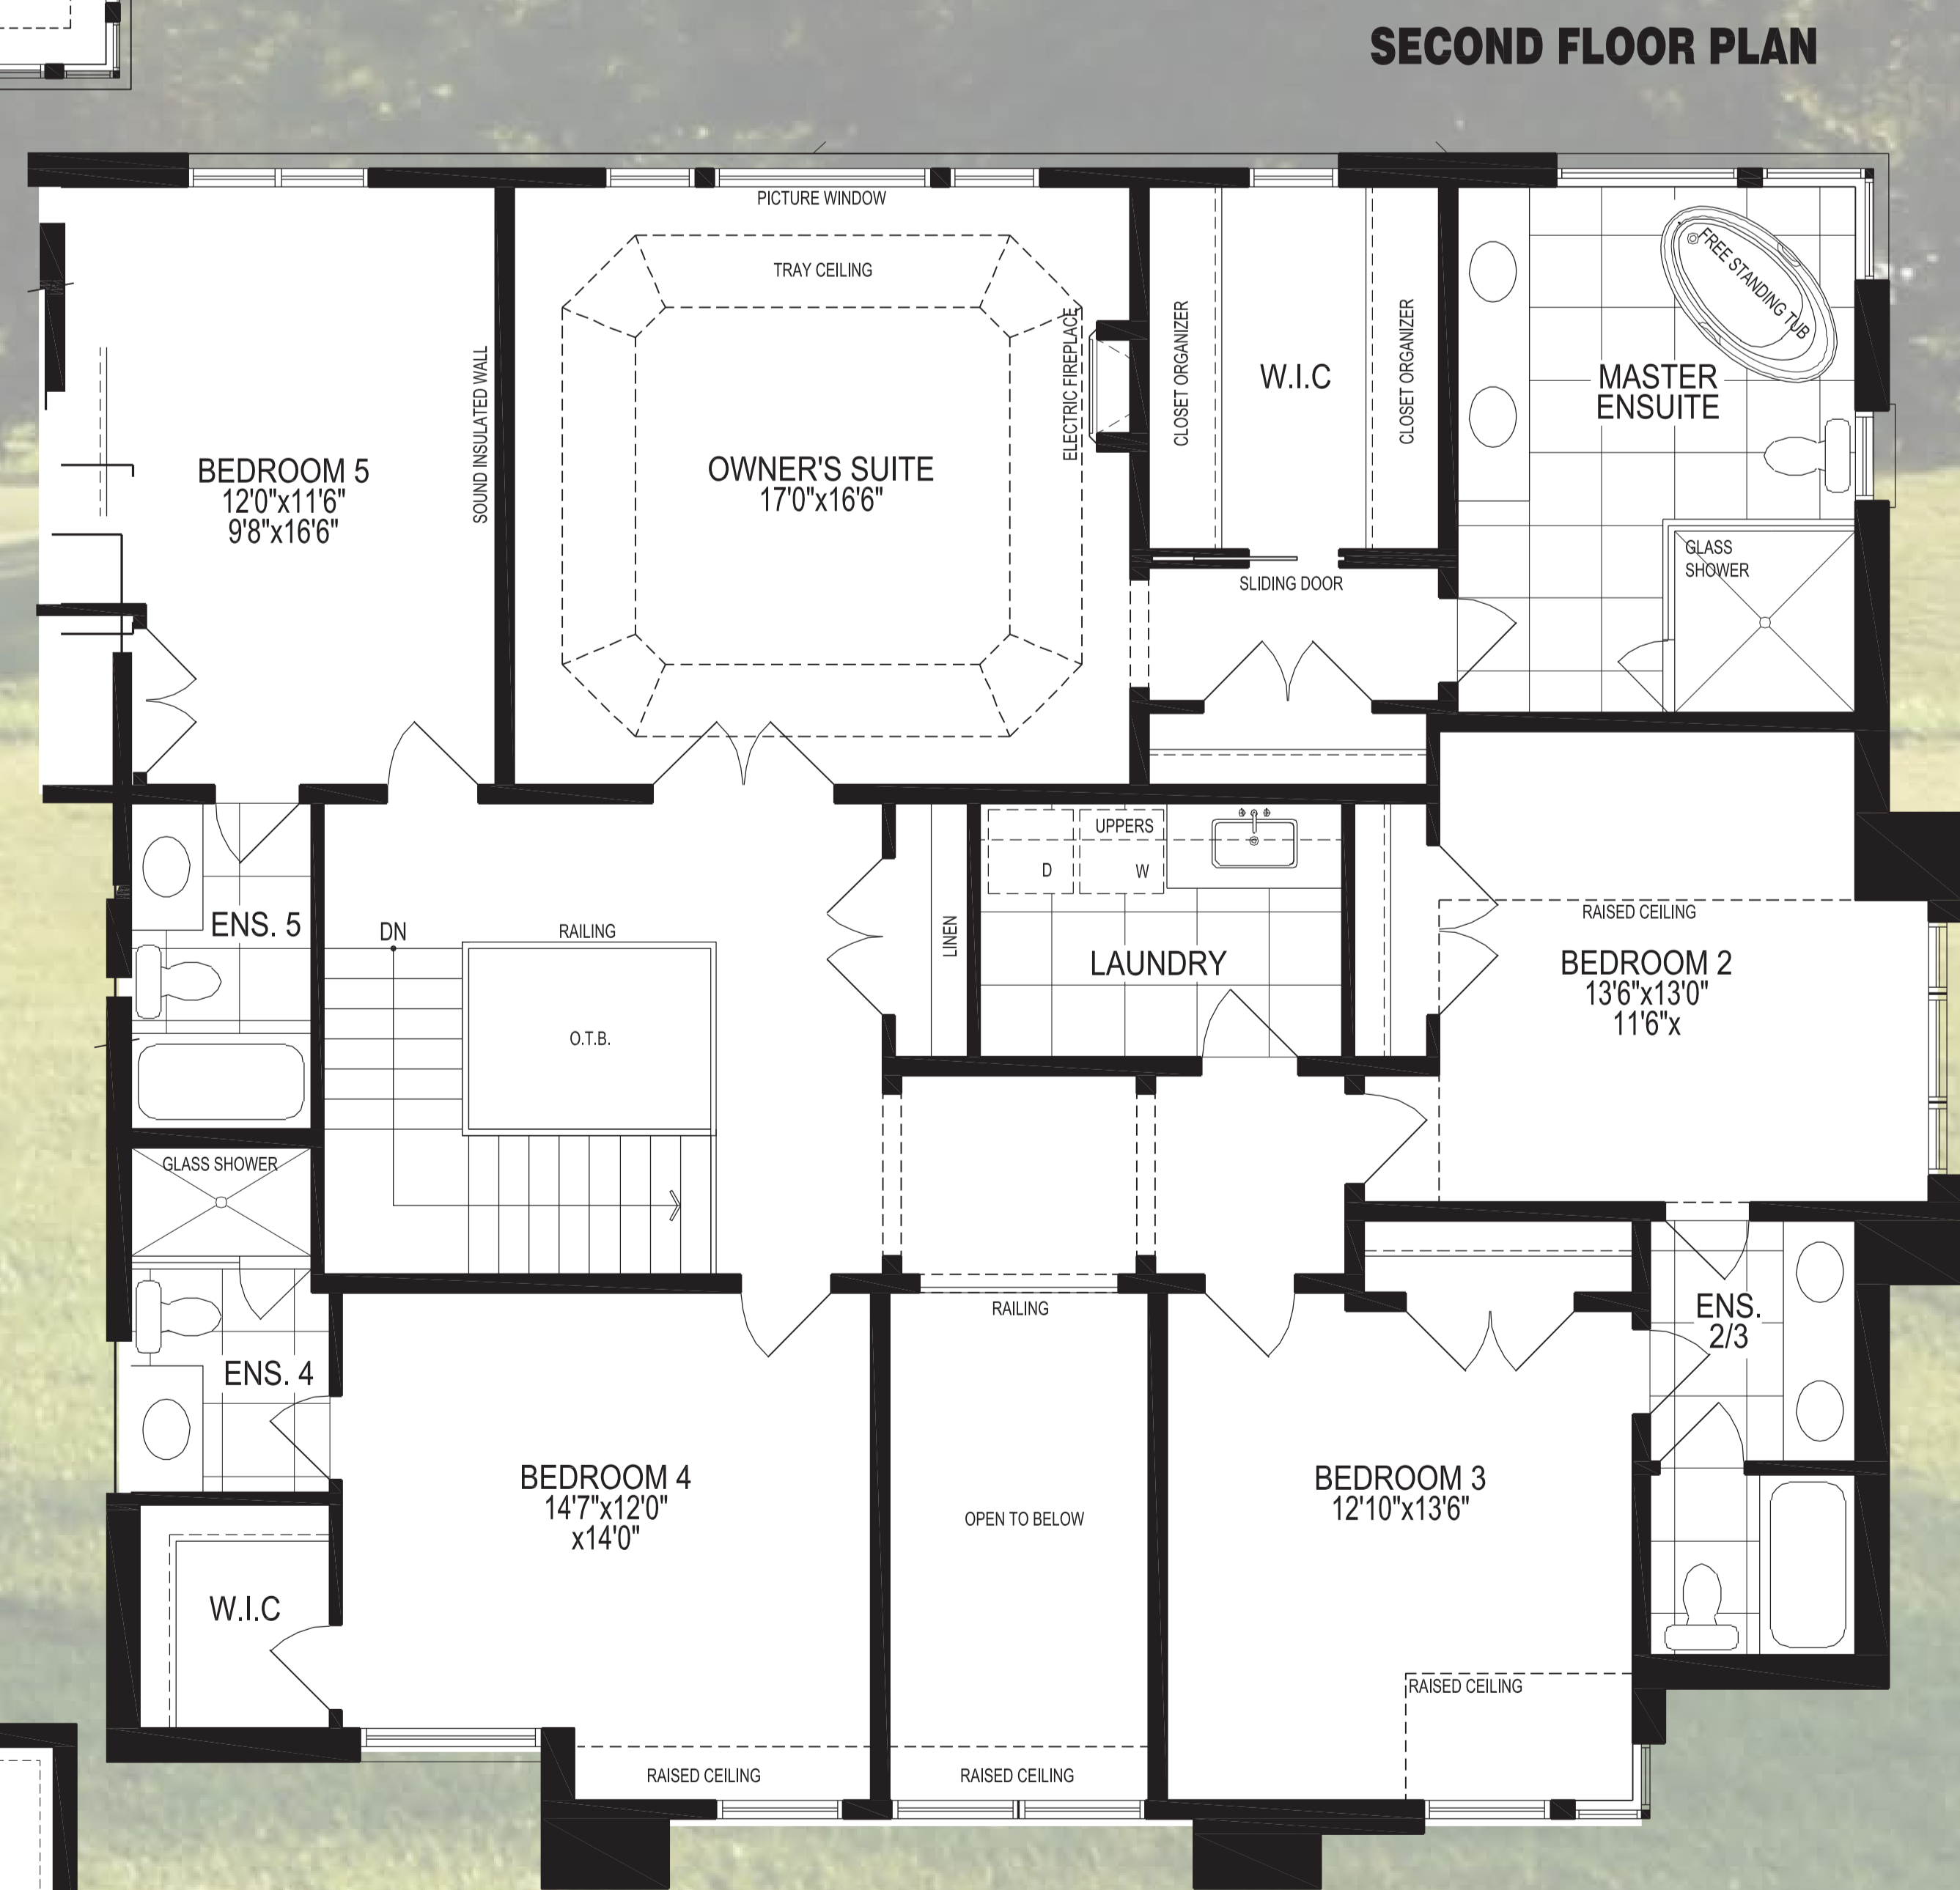 SECOND FLOOR PLAN
PICTURE WINDOW
TRAY CEILING
SOUND INSULATED WALL
BEDROOM 5
12'0"x11'6"
9'8"x16'6"
OWNER'S SUITE
17'0"x16'6"
ELECTRIC FIREPLACE
CLOSET ORGANIZER
W.I.C
CLOSET ORGANIZER
MASTER
ENSUITE
FREE STANDING TUB
GLASS
SHOWER
SLIDING DOOR
ENS. 5
DN
RAILING
O.T.B.
LINEN
UPPERS
D
W
LAUNDRY
RAISED CEILING
BEDROOM 2
13'6"x13'0"
11'6"x
GLASS SHOWER
ENS. 4
RAILING
ENS.
2/3
BEDROOM 4
14'7"x12'0"
x14'0"
OPEN TO BELOW
BEDROOM 3
12'10"x13'6"
W.I.C
RAISED CEILING
RAISED CEILING
RAISED CEILING